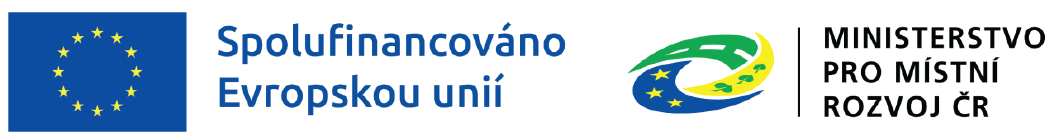 Spolufinancováno
Evropskou unií
MINISTERSTVO
PRO MÍSTNÍ
ROZVOJ ČR